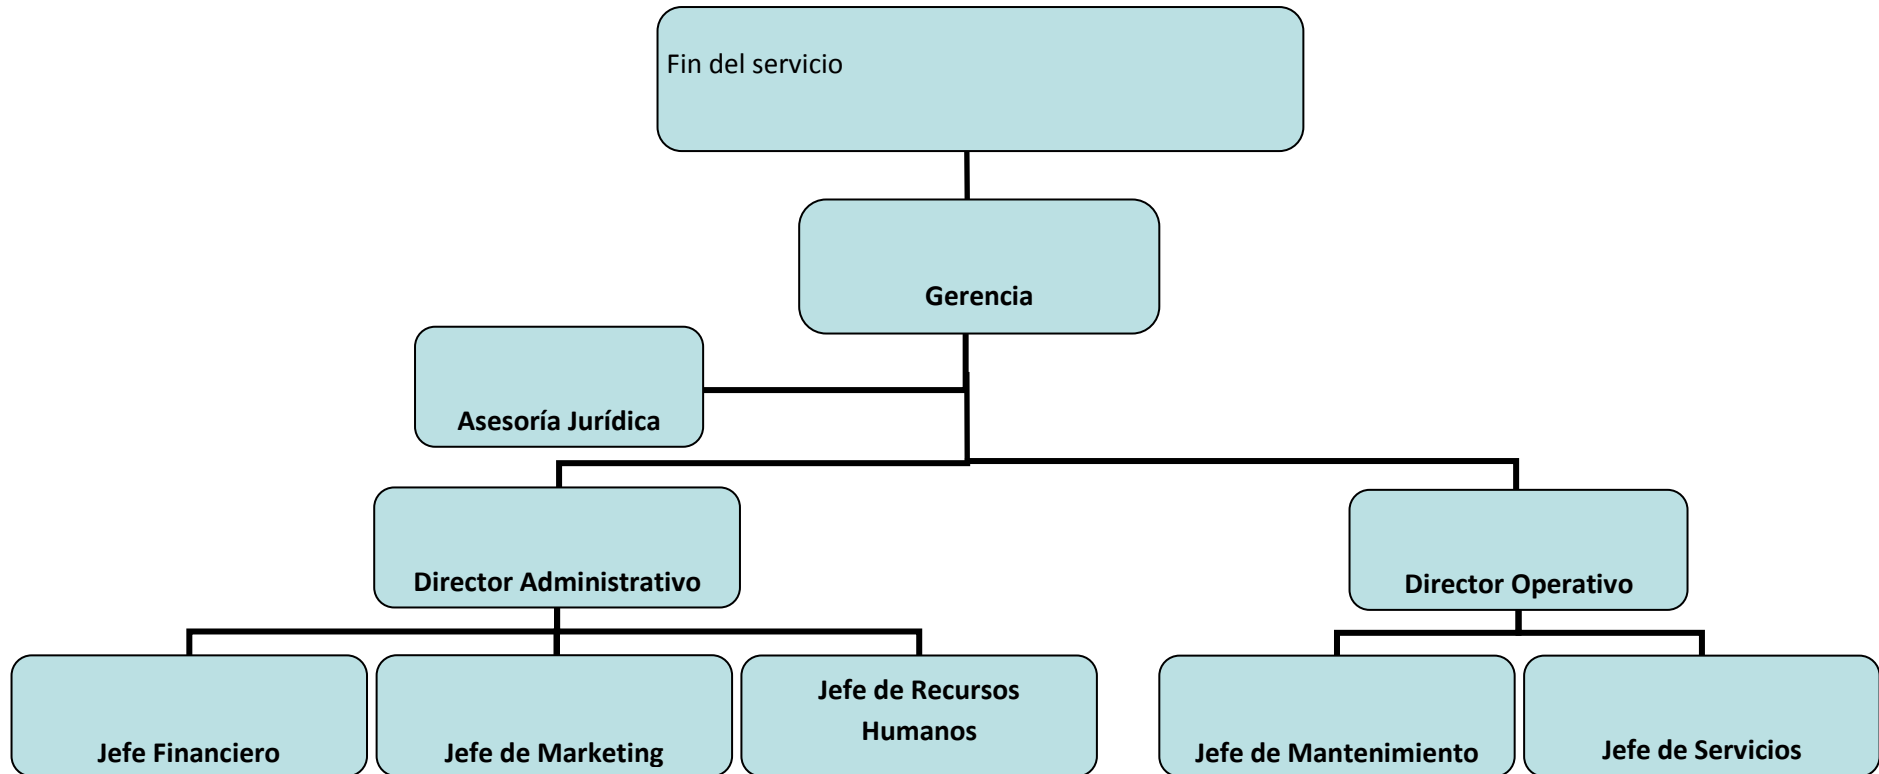 Fin del servicio
Gerencia
Asesoría Jurídica
Director Administrativo
Director Operativo
Jefe Financiero
Jefe de Marketing
Jefe de Recursos
Humanos
Jefe de Mantenimiento
Jefe de Servicios